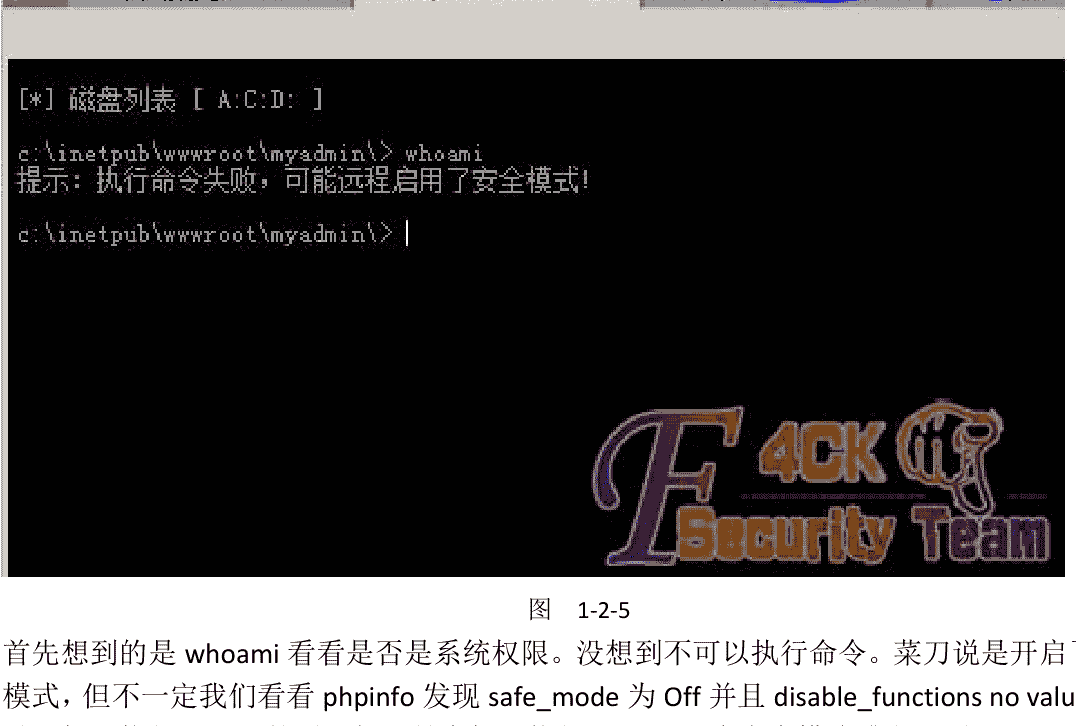 [*] 磁盘列表 [ A:C:D: ]
c:\inetpub\wwwroot\myadmin\> whoami
提示: 执行命令失败，可能远程启用了安全模式!
c:\inetpub\wwwroot\myadmin\>
F4CK
Security Team
图 1-2-5
首先想到的是 whoami 看看是否是系统权限。没想到不可以执行命令。菜刀说是开启
模式，但不一定我们看看 phpinfo 发现 safe_mode 为 Off 并且 disable_functions no valu